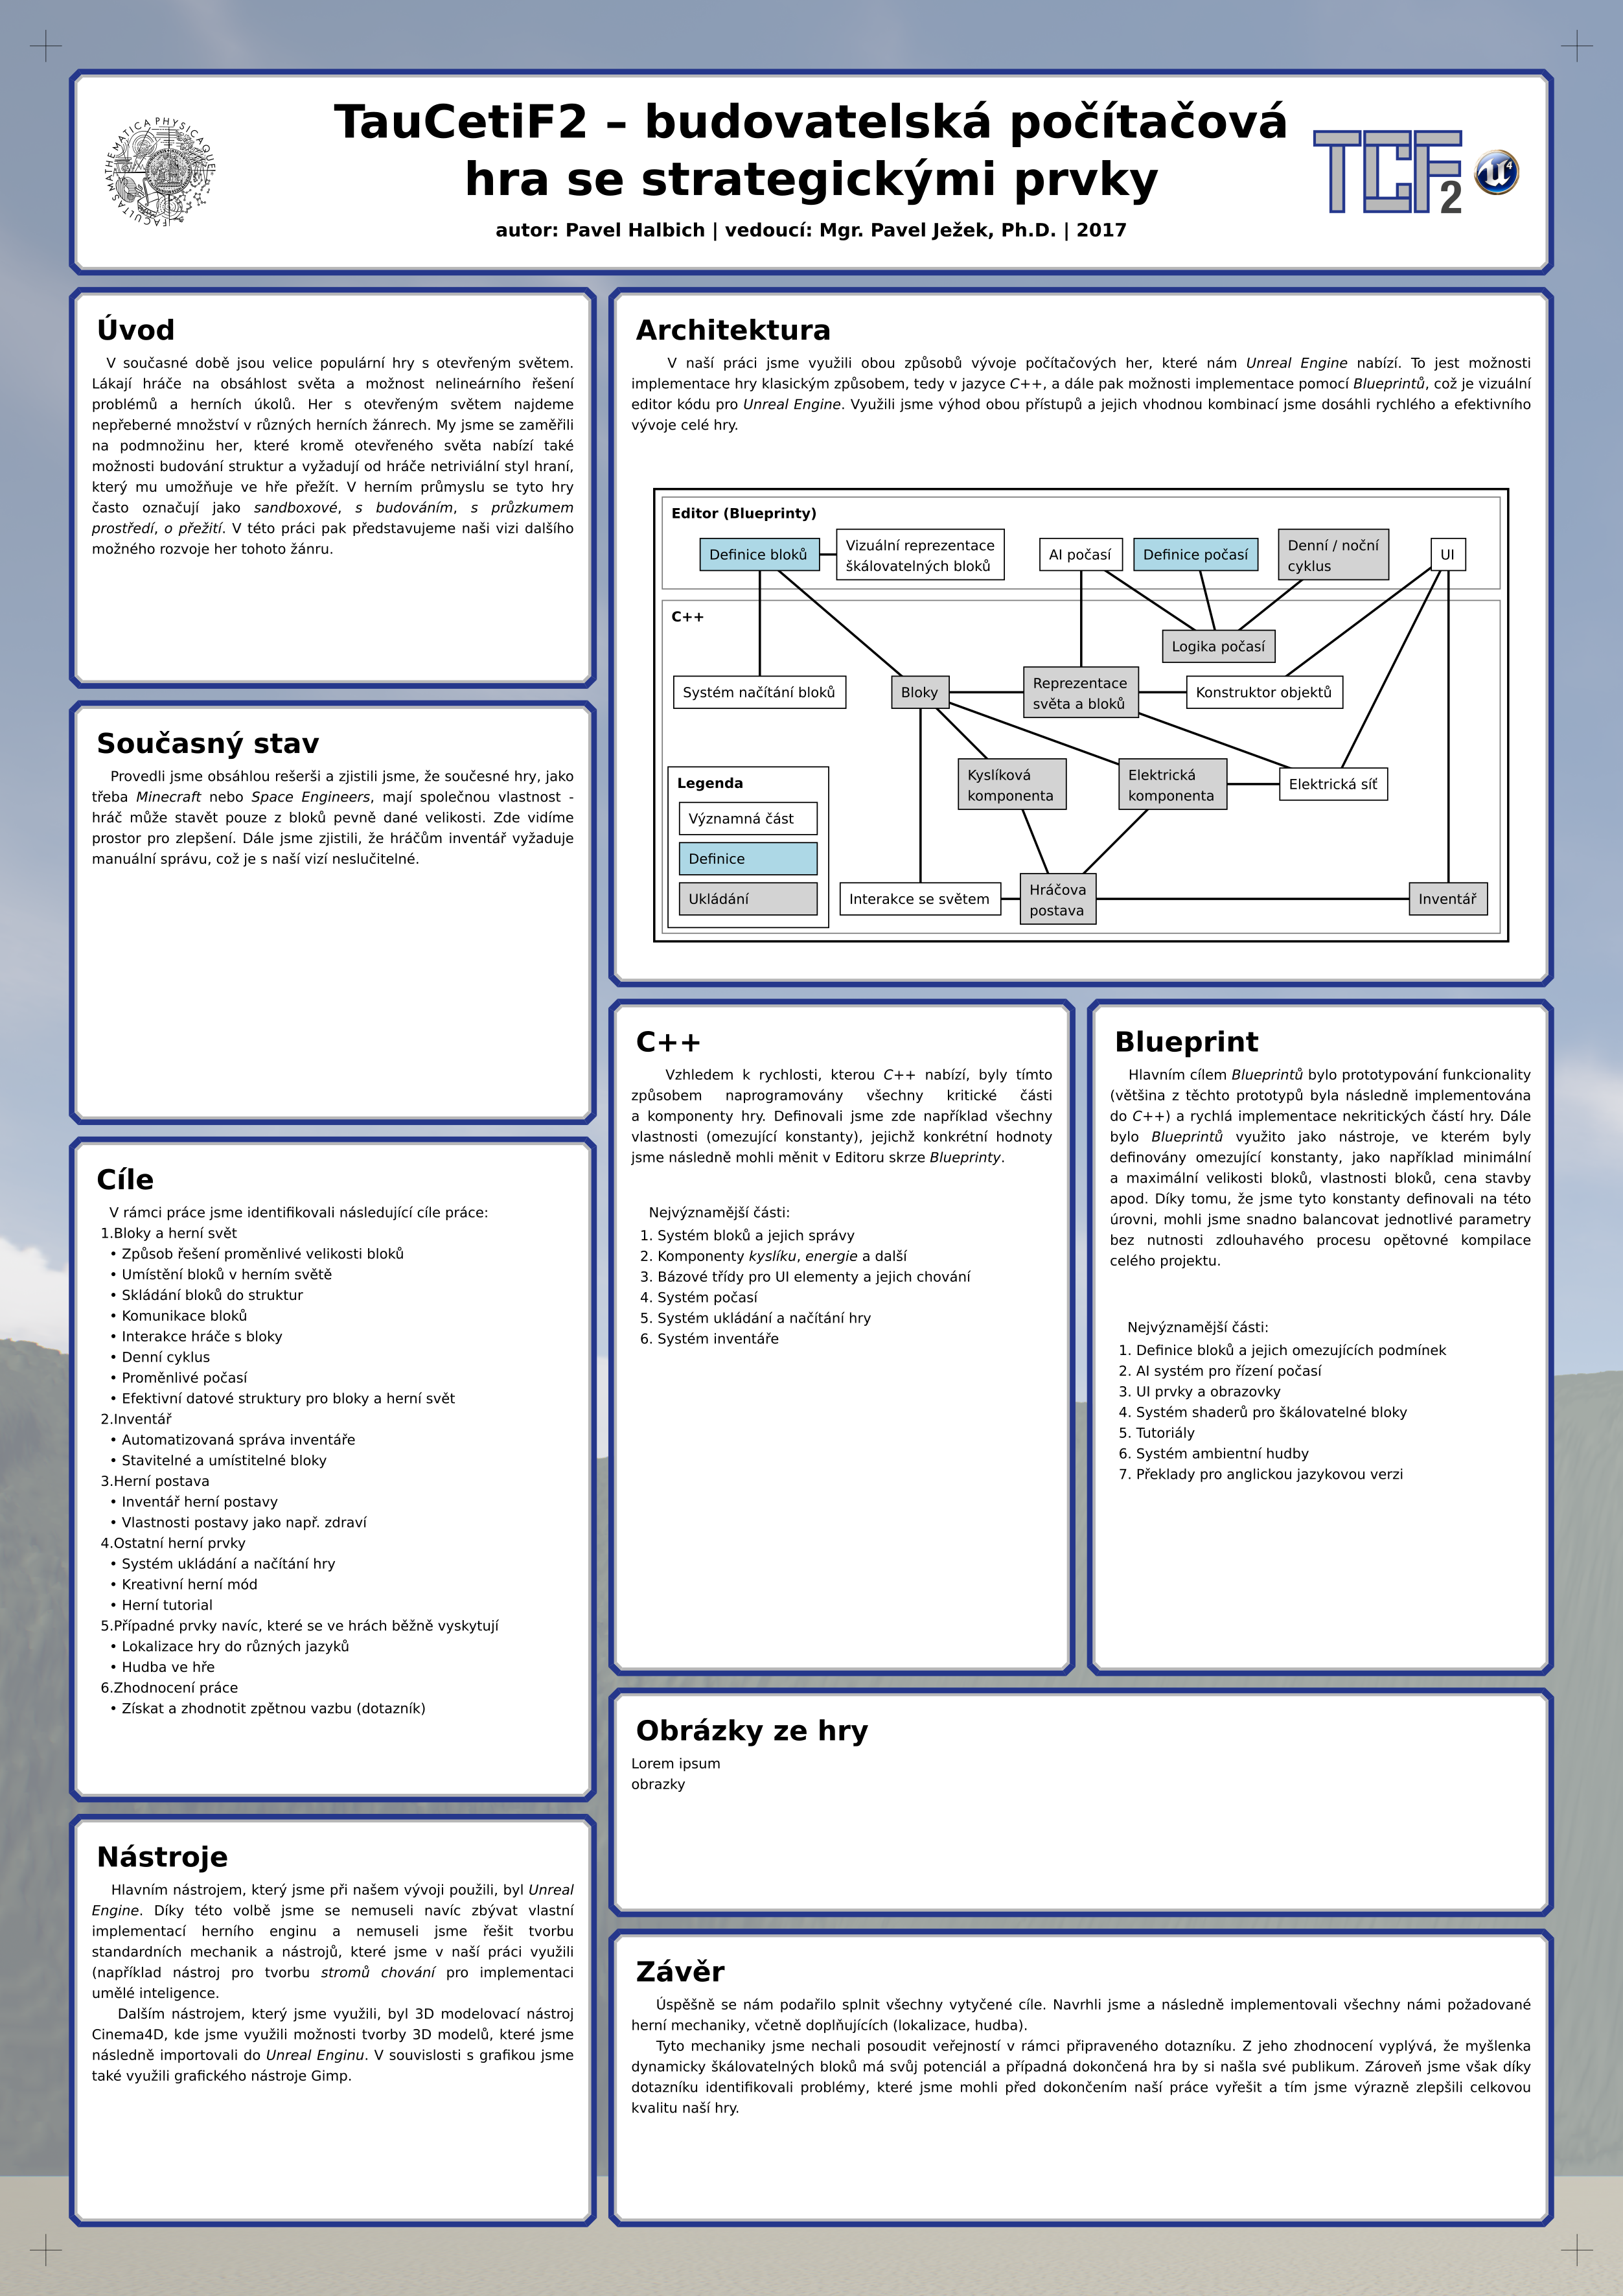 TauCetiF2 – budovatelská počítačová
hra se strategickými prvky
autor: Pavel Halbich | vedoucí: Mgr. Pavel Ježek, Ph.D. | 2017
MATHEMATICA PHYSICAQUE
FACULTAS
TCF2
Úvod
V současné době jsou velice populární hry s otevřeným světem.
Lákají hráče na obsáhlost světa a možnost nelineárního řešení
problémů a herních úkolů. Her s otevřeným světem najdeme
nepřeberné množství v různých herních žánrech. My jsme se zaměřili
na podmnožinu her, které kromě otevřeného světa nabízí také
možnosti budování struktur a vyžadují od hráče netriviální styl hraní,
který mu umožňuje ve hře přežít. V herním průmyslu se tyto hry
často označují jako sandboxové, s budováním, s průzkumem
prostředí, o přežití. V této práci pak představujeme naši vizi dalšího
možného rozvoje her tohoto žánru.
Současný stav
Provedli jsme obsáhlou rešerši a zjistili jsme, že současné hry, jako
třeba Minecraft nebo Space Engineers, mají společnou vlastnost -
hráč může stavět pouze z bloků pevně dané velikosti. Zde vidíme
prostor pro zlepšení. Dále jsme zjistili, že hráčům inventář vyžaduje
manuální správu, což je s naší vizí neslučitelné.
Cíle
V rámci práce jsme identifikovali následující cíle práce:
1.Bloky a herní svět
• Způsob řešení proměnlivé velikosti bloků
• Umístění bloků v herním světě
• Skládání bloků do struktur
• Komunikace bloků
• Interakce hráče s bloky
• Denní cyklus
• Proměnlivé počasí
• Efektivní datové struktury pro bloky a herní svět
2.Inventář
• Automatizovaná správa inventáře
• Stavitelné a umístitelné bloky
3.Herní postava
• Inventář herní postavy
• Vlastnosti postavy jako např. zdraví
4.Ostatní herní prvky
• Systém ukládání a načítání hry
• Kreativní herní mód
• Herní tutorial
5.Případné prvky navíc, které se ve hrách běžně vyskytují
• Lokalizace hry do různých jazyků
• Hudba ve hře
6.Zhodnocení práce
• Získat a zhodnotit zpětnou vazbu (dotazník)
Nástroje
Hlavním nástrojem, který jsme při našem vývoji použili, byl Unreal
Engine. Díky této volbě jsme se nemuseli navíc zbývat vlastní
implementací herního enginu a nemuseli jsme řešit tvorbu
standardních mechanik a nástrojů, které jsme v naší práci využili
(například nástroj pro tvorbu stromů chování pro implementaci
umělé inteligence.
Dalším nástrojem, který jsme využili, byl 3D modelovací nástroj
Cinema4D, kde jsme využili možnosti tvorby 3D modelů, které jsme
následně importovali do Unreal Enginu. V souvislosti s grafikou jsme
také využili grafického nástroje Gimp.
Architektura
V naší práci jsme využili obou způsobů vývoje počítačových her, které nám Unreal Engine nabízí. To jest možnosti
implementace hry klasickým způsobem, tedy v jazyce C++, a dále pak možnosti implementace pomocí Blueprintů, což je vizuální
editor kódu pro Unreal Engine. Využili jsme výhod obou přístupů a jejich vhodnou kombinací jsme dosáhli rychlého a efektivního
vývoje celé hry.
Editor (Blueprinty)
Definice bloků
Vizuální reprezentace
škálovatelných bloků
AI počasí
Definice počasí
Denní / noční
cyklus
UI
C++
Logika počasí
Systém načítání bloků
Bloky
Reprezentace
světa a bloků
Konstruktor objektů
Kyslíková
komponenta
Elektrická
komponenta
Elektrická síť
Legenda
Významná část
Definice
Ukládání
Interakce se světem
Hráčova
postava
Inventář
C++
Vzhledem k rychlosti, kterou C++ nabízí, byly tímto
způsobem naprogramovány všechny kritické části
a komponenty hry. Definovali jsme zde například všechny
vlastnosti (omezující konstanty), jejichž konkrétní hodnoty
jsme následně mohli měnit v Editoru skrze Blueprinty.
Nejvýznamější části:
1. Systém bloků a jejich správy
2. Komponenty kyslíku, energie a další
3. Bázové třídy pro UI elementy a jejich chování
4. Systém počasí
5. Systém ukládání a načítání hry
6. Systém inventáře
Blueprint
Hlavním cílem Blueprintů bylo prototypování funkcionality
(většina z těchto prototypů byla následně implementována
do C++) a rychlá implementace nekritických částí hry. Dále
bylo Blueprintů využito jako nástroje, ve kterém byly
definovány omezující konstanty, jako například minimální
a maximální velikosti bloků, vlastnosti bloků, cena stavby
apod. Díky tomu, že jsme tyto konstanty definovali na této
úrovni, mohli jsme snadno balancovat jednotlivé parametry
bez nutnosti zdlouhavého procesu opětovné kompilace
celého projektu.
Nejvýznamější části:
1. Definice bloků a jejich omezujících podmínek
2. AI systém pro řízení počasí
3. UI prvky a obrazovky
4. Systém shaderů pro škálovatelné bloky
5. Tutoriály
6. Systém ambientní hudby
7. Překlady pro anglickou jazykovou verzi
Obrázky ze hry
Lorem ipsum
obrazky
Závěr
Úspěšně se nám podařilo splnit všechny vytyčené cíle. Navrhli jsme a následně implementovali všechny námi požadované
herní mechaniky, včetně doplňujících (lokalizace, hudba).
Tyto mechaniky jsme nechali posoudit veřejností v rámci připraveného dotazníku. Z jeho zhodnocení vyplývá, že myšlenka
dynamicky škálovatelných bloků má svůj potenciál a případná dokončená hra by si našla své publikum. Zároveň jsme však díky
dotazníku identifikovali problémy, které jsme mohli před dokončením naší práce vyřešit a tím jsme výrazně zlepšili celkovou
kvalitu naší hry.